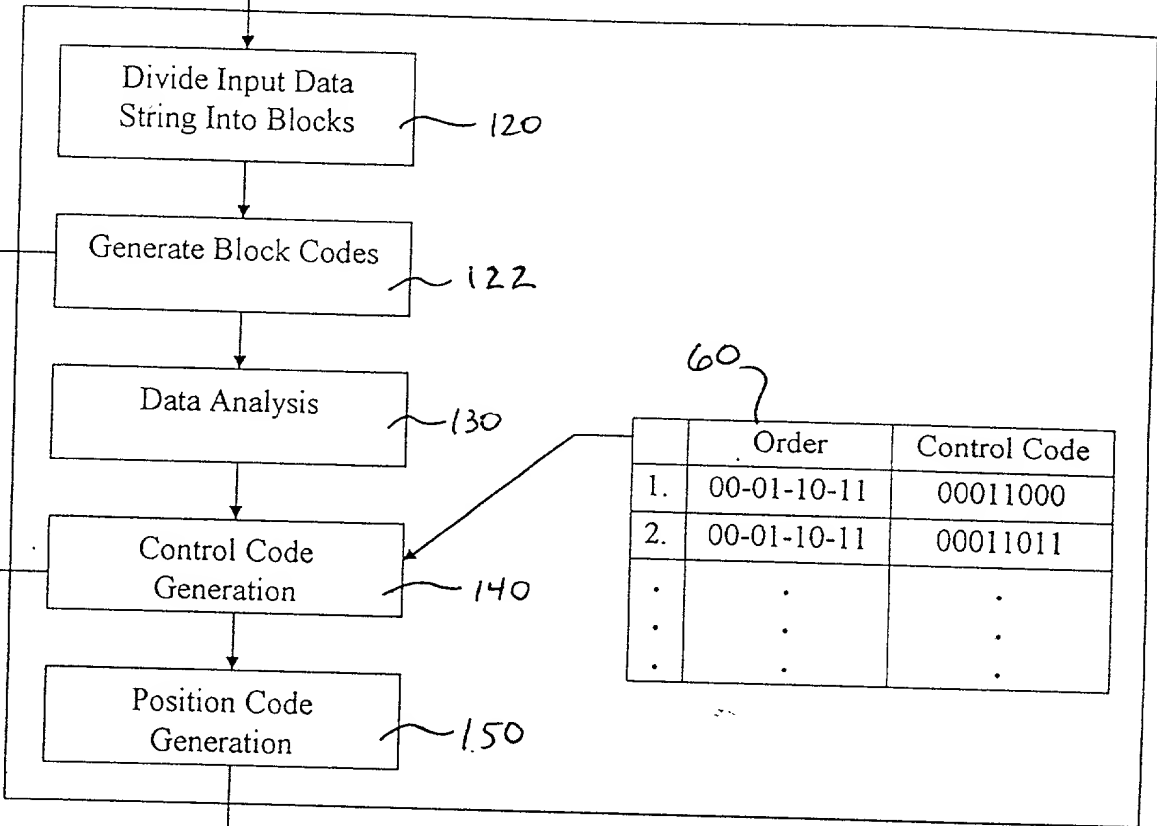 Divide Input Data
String Into Blocks
120
Generate Block Codes
122
Data Analysis
130
60
Order Control Code
1. 00-01-10-11 00011000
2. 00-01-10-11 00011011
Control Code
Generation
140
Position Code
Generation
150